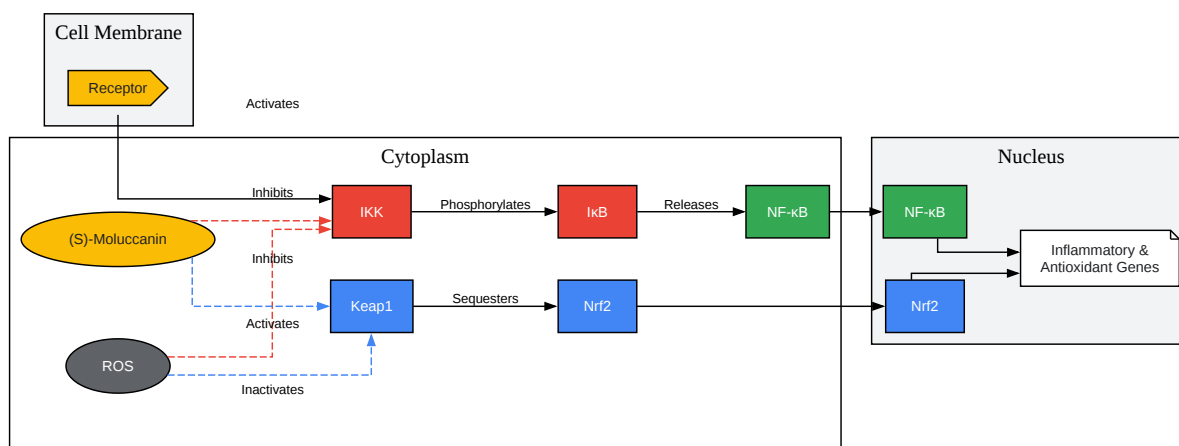 Cell Membrane
Receptor
Activates
Cytoplasm
Nucleus
Inhibits
IKK
Phosphorylates
IκB
Releases
NF-κB
NF-κB
(S)-Moluccanin
Inhibits
Inflammatory &
Antioxidant Genes
Keap1
Sequesters
Nrf2
Nrf2
Activates
ROS
Inactivates